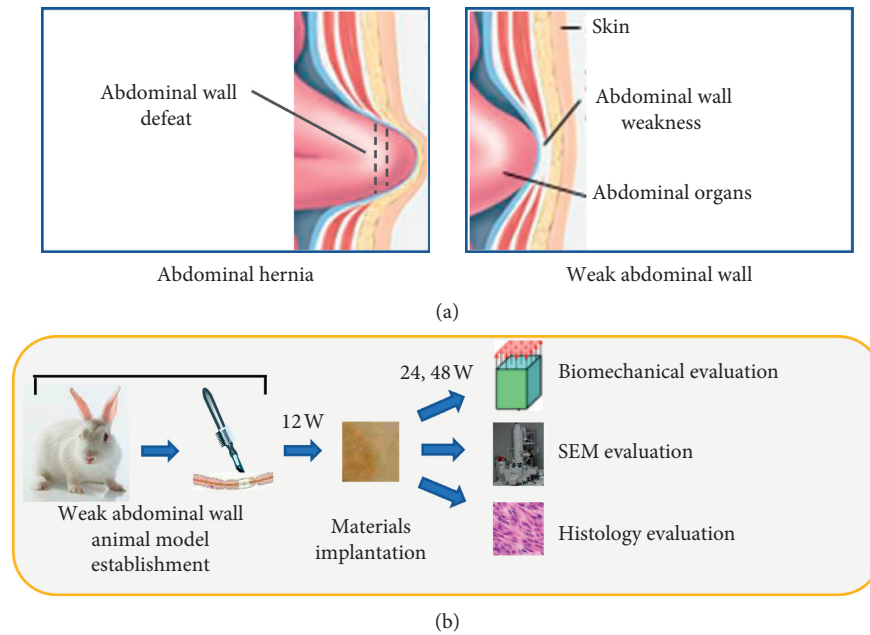 Abdominal wall
defeat
Skin
Abdominal wall
weakness
Abdominal organs
Abdominal hernia
Weak abdominal wall
(a)
24, 48 W
12 W
Biomechanical evaluation
SEM evaluation
Histology evaluation
Weak abdominal wall
animal model
establishment
Materials
implantation
(b)